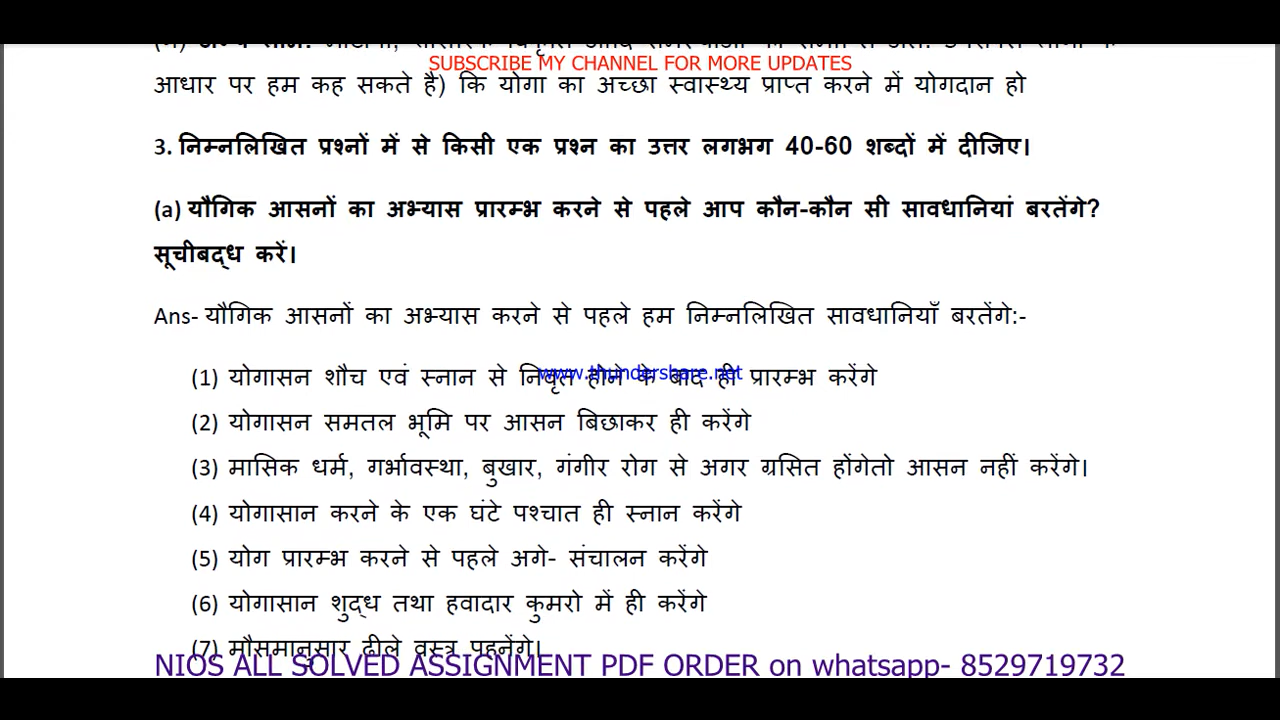 SUBSCRIBE MY CHANNEL FOR MORE UPDATES
आधार पर हम कह सकते है) कि योगा का अच्छा स्वास्थ्य प्राप्त करने में योगदान हो
3. निम्नलिखित प्रश्नों में से किसी एक प्रश्न का उत्तर लगभग 40-60 शब्दों में दीजिए।
(a) यौगिक आसनों का अभ्यास प्रारम्भ करने से पहले आप कौन-कौन सी सावधानियां बरतेंगे?
सूचीबद्ध करें।
Ans- यौगिक आसनों का अभ्यास करने से पहले हम निम्नलिखित सावधानियाँ बरतेंगे:-
(1) योगासन शौच एवं स्नान से निवृत होने के बाद ही प्रारम्भ करेंगे
www.thundershare.net
(2) योगासन समतल भूमि पर आसन बिछाकर ही करेंगे
(3) मासिक धर्म, गर्भावस्था, बुखार, गंगीर रोग से अगर ग्रसित होंगेतो आसन नहीं करेंगे।
(4) योगासान करने के एक घंटे पश्चात ही स्नान करेंगे
(5) योग प्रारम्भ करने से पहले अगे- संचालन करेंगे
(6) योगासान शुद्ध तथा हवादार कुमरो में ही करेंगे
(7) मौसमानुसार ढीले वस्त्र पहनेंगे।
NIOS ALL SOLVED ASSIGNMENT PDF ORDER on whatsapp- 8529719732